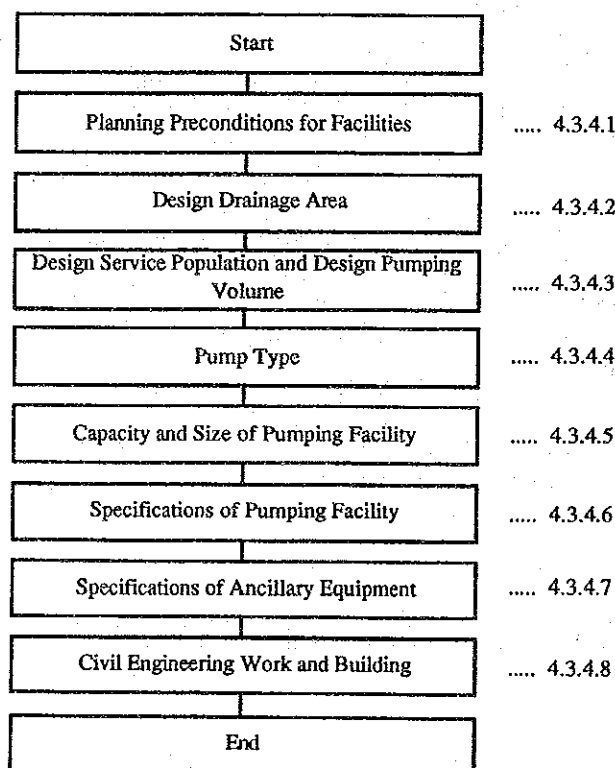 Start
Planning Preconditions for Facilities ..... 4.3.4.1
Design Drainage Area ..... 4.3.4.2
Design Service Population and Design Pumping
Volume ..... 4.3.4.3
Pump Type ..... 4.3.4.4
Capacity and Size of Pumping Facility ..... 4.3.4.5
Specifications of Pumping Facility ..... 4.3.4.6
Specifications of Ancillary Equipment ..... 4.3.4.7
Civil Engineering Work and Building ..... 4.3.4.8
End